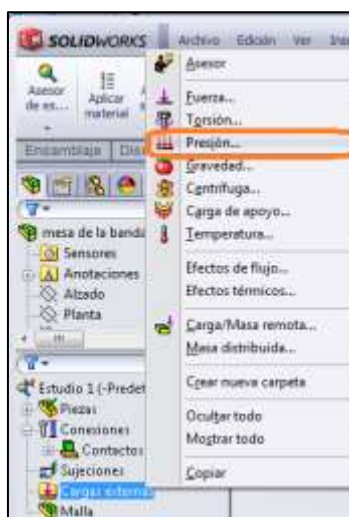 SOLIDWORKS
Archivo Edición Ver
Asesor de es...
Aplicar material
Ensamblaje
Asesor
Fuerza...
Torsión...
Presión...
Gravedad...
Centrífuga...
Carga de apoyo...
Temperatura...
Efectos de flujo...
Efectos térmicos...
Carga/Masa remota...
Masa distribuida...
Crear nueva carpeta
Ocultar todo
Mostrar todo
Copiar
mesa de la banda
Sensores
Anotaciones
Alzado
Planta
Estudio 1 (-Predet
Piezas
Conexiones
Contactos
Sujeciones
Cargas externas
Malla